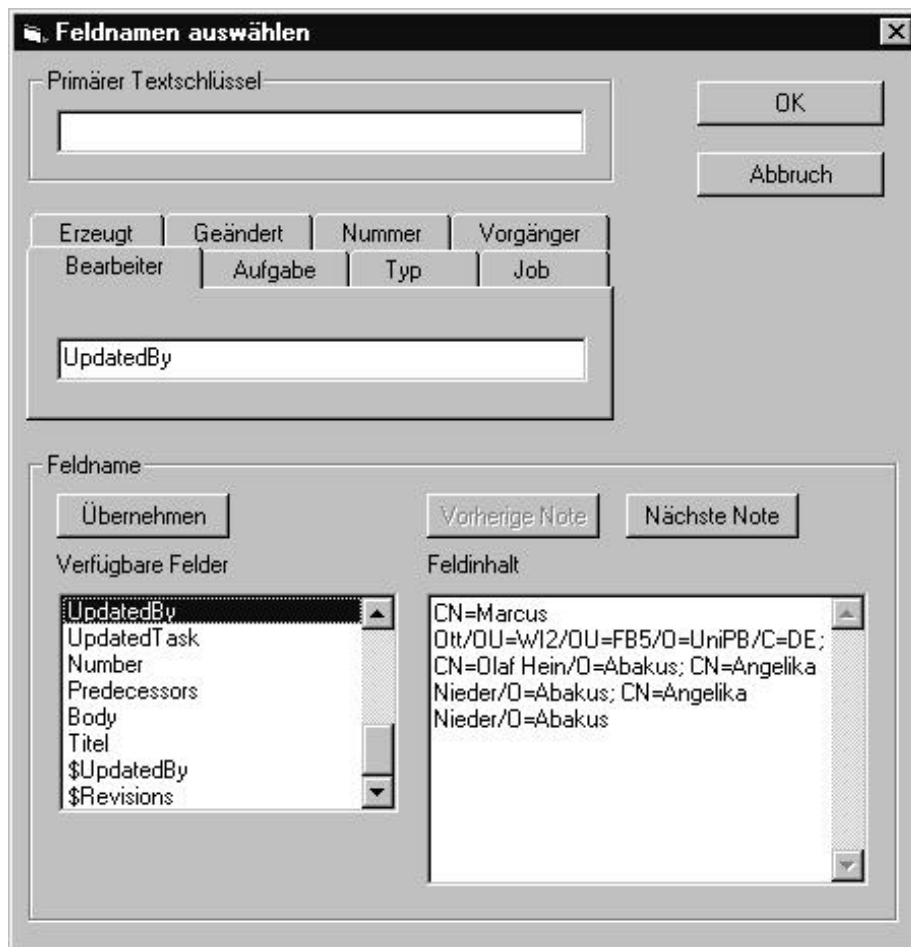 Feldnamen auswählen
Primärer Textschlüssel
OK
Abbruch
Erzeugt Geändert Nummer Vorgänger
Bearbeiter Aufgabe Typ Job
UpdatedBy
Feldname
Übernehmen Vorherige Note Nächste Note
Verfügbare Felder Feldinhalt
UpdatedBy
UpdatedTask
Number
Predecessors
Body
Titel
$UpdatedBy
$Revisions
CN=Marcus
Ott/OU=WI2/OU=FB5/O=UniPB/C=DE;
CN=Olaf Hein/O=Abakus; CN=Angelika
Nieder/O=Abakus; CN=Angelika
Nieder/O=Abakus